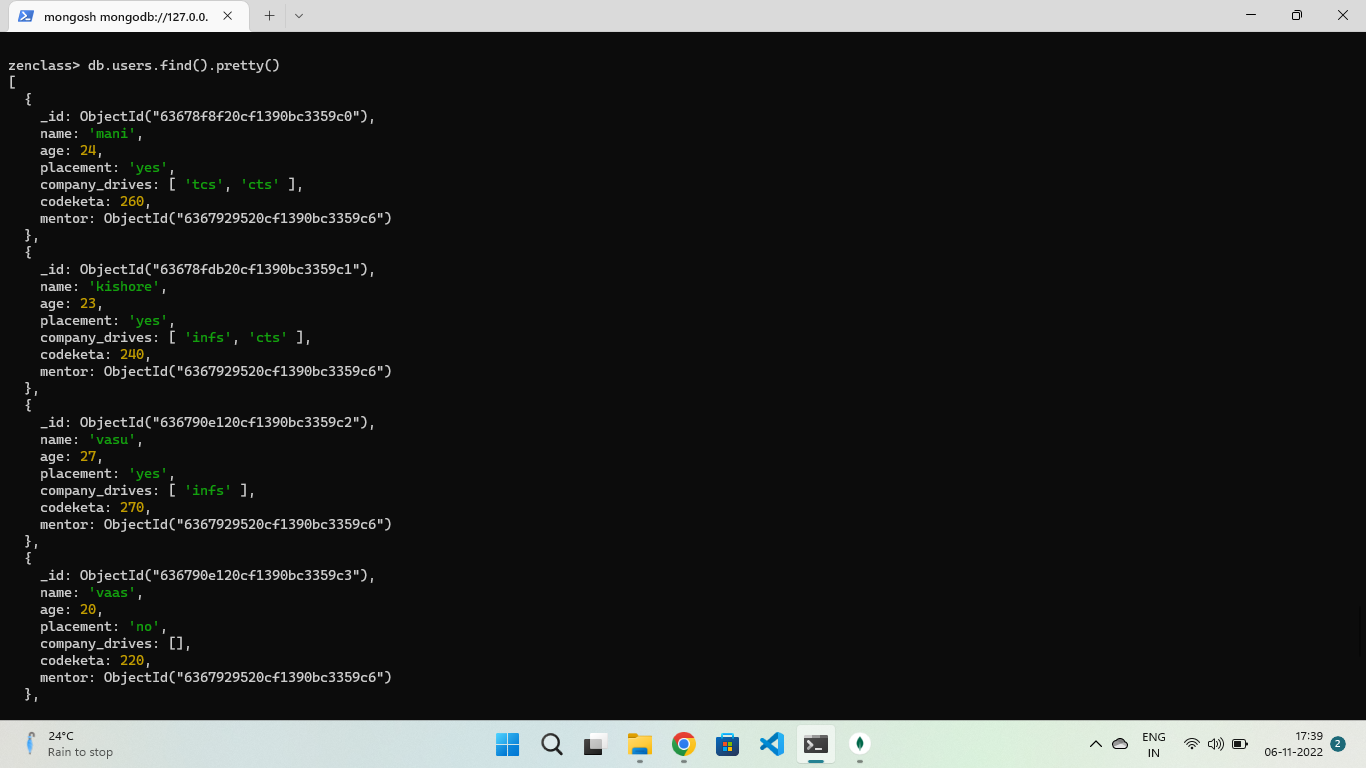 mongosh mongodb://127.0.0.
zenclass> db.users.find().pretty()
[
  {
    _id: ObjectId("63678f8f20cf1390bc3359c0"),
    name: 'mani',
    age: 24,
    placement: 'yes',
    company_drives: [ 'tcs', 'cts' ],
    codeketa: 260,
    mentor: ObjectId("6367929520cf1390bc3359c6")
  },
  {
    _id: ObjectId("63678fdb20cf1390bc3359c1"),
    name: 'kishore',
    age: 23,
    placement: 'yes',
    company_drives: [ 'infs', 'cts' ],
    codeketa: 240,
    mentor: ObjectId("6367929520cf1390bc3359c6")
  },
  {
    _id: ObjectId("636790e120cf1390bc3359c2"),
    name: 'vasu',
    age: 27,
    placement: 'yes',
    company_drives: [ 'infs' ],
    codeketa: 270,
    mentor: ObjectId("6367929520cf1390bc3359c6")
  },
  {
    _id: ObjectId("636790e120cf1390bc3359c3"),
    name: 'vaas',
    age: 20,
    placement: 'no',
    company_drives: [],
    codeketa: 220,
    mentor: ObjectId("6367929520cf1390bc3359c6")
  },
24°C
Rain to stop
ENG
IN
17:39
06-11-2022
2